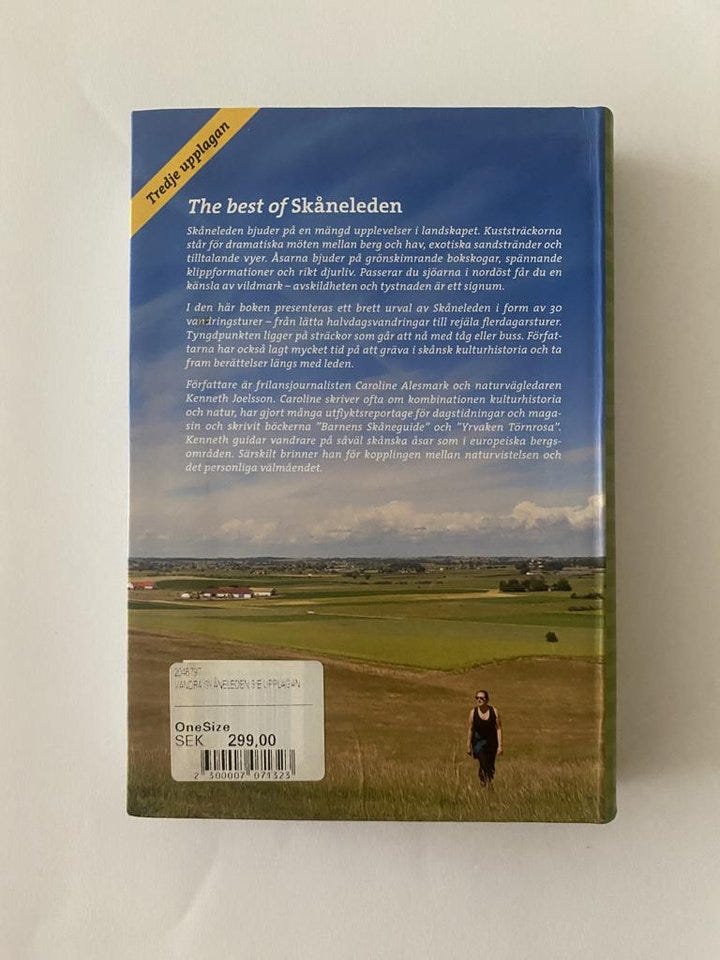 Tredje upplagan
The best of Skåneleden
Skåneleden bjuder på en mängd upplevelser i landskapet. Kuststräckorna
står för dramatiska möten mellan berg och hav, exotiska sandstränder och
tilltalande vyer. Åsarna bjuder på grönskimrande bokskogar, spännande
klippformationer och rikt djurliv. Passerar du sjöarna i nordöst får du en
känsla av vildmark – avskildheten och tystnaden är ett signum.
I den här boken presenteras ett brett urval av Skåneleden i form av 30
vandringsturer – från lätta halvdagsvandringar till rejäla flerdagarsturer.
Tyngdpunkten ligger på sträckor som går att nå med tåg eller buss. Förfat-
tarna har också lagt mycket tid på att gräva i skånsk kulturhistoria och ta
fram berättelser längs med leden.
Författare är frilansjournalisten Caroline Alesmark och naturvägledaren
Kenneth Joelsson. Caroline skriver ofta om kombinationen kulturhistoria
och natur, har gjort många utflyktsreportage för dagstidningar och maga-
sin och skrivit böckerna ”Barnens Skåneguide” och ”Yrvaken Törnrosa”.
Kenneth guidar vandrare på såväl skånska åsar som i europeiska bergs-
områden. Särskilt brinner han för kopplingen mellan naturvistelsen och
det personliga välmåendet.
2046797
VANDRA SKÅNELEDEN 3:E UPPLAGAN
OneSize
SEK 299,00
2 300007 071323